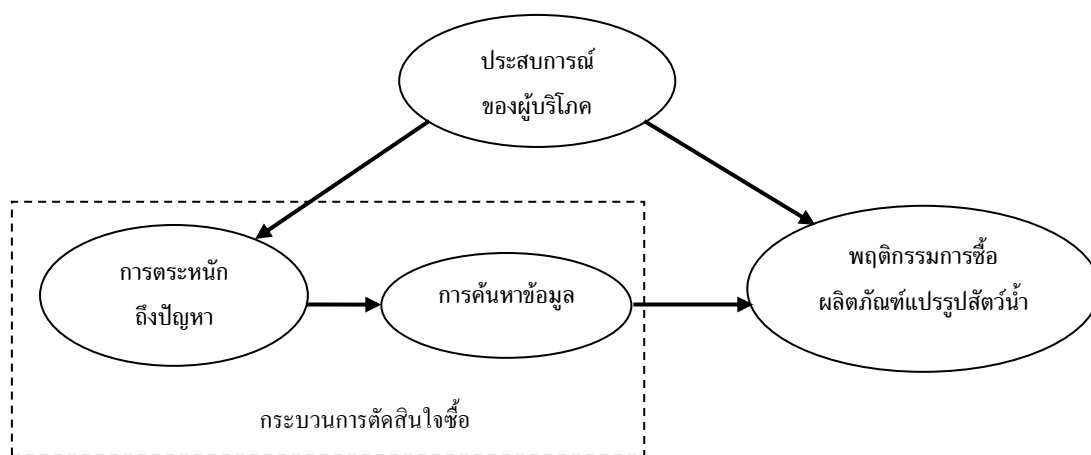 ประสบการณ์
ของผู้บริโภค
การตระหนัก
ถึงปัญหา
การค้นหาข้อมูล
พฤติกรรมการซื้อ
ผลิตภัณฑ์แปรรูปสัตว์น้ำ
กระบวนการตัดสินใจซื้อ